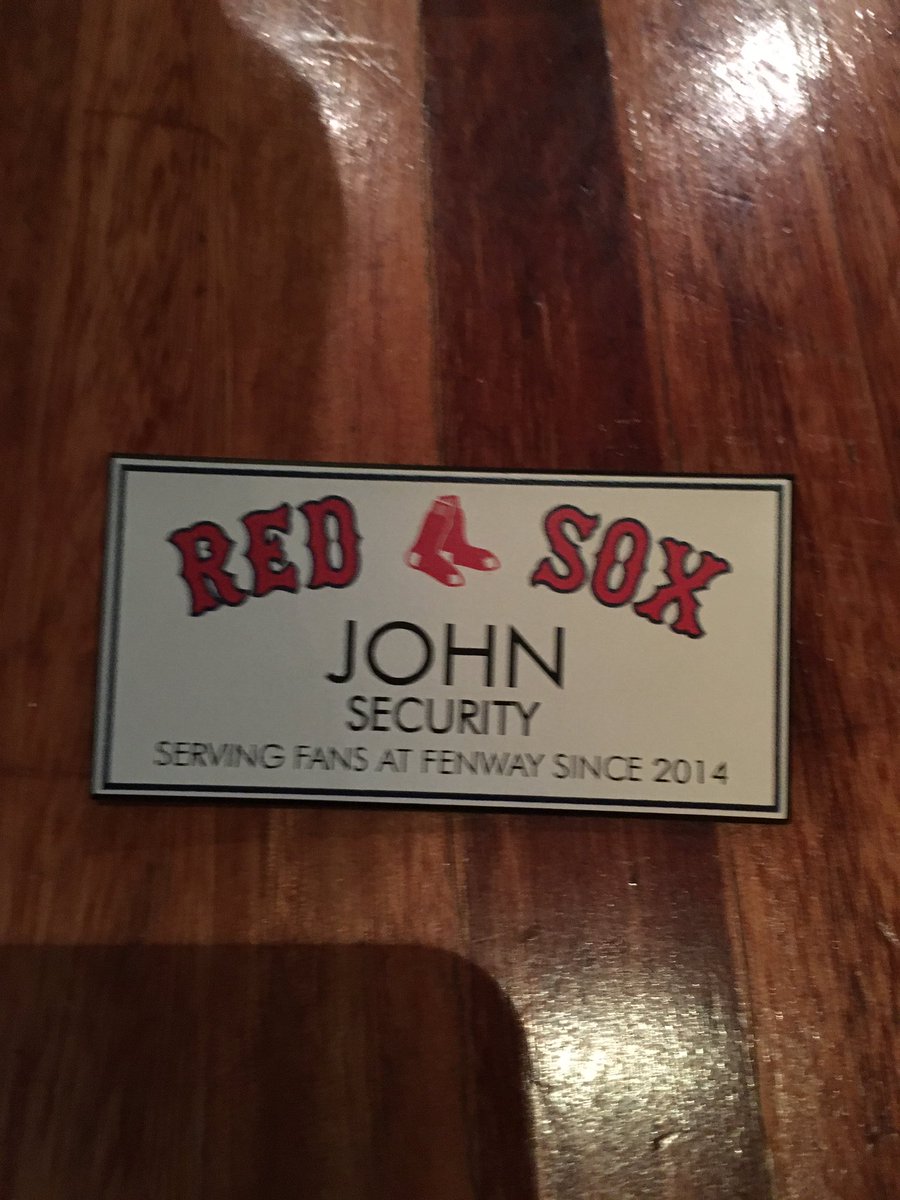 RED SOX
JOHN
SECURITY
SERVING FANS AT FENWAY SINCE 2014